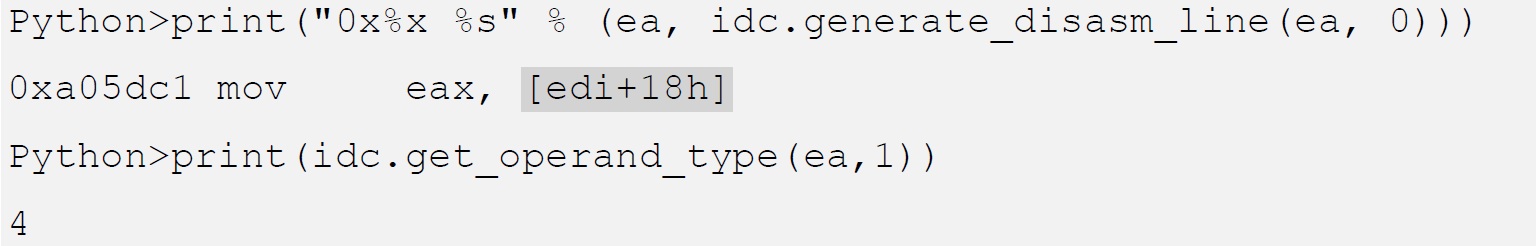 Python>print("0x%x %s" % (ea, idc.generate_disasm_line(ea, 0)))
0xa05dc1 mov     eax, [edi+18h]
Python>print(idc.get_operand_type(ea,1))
4